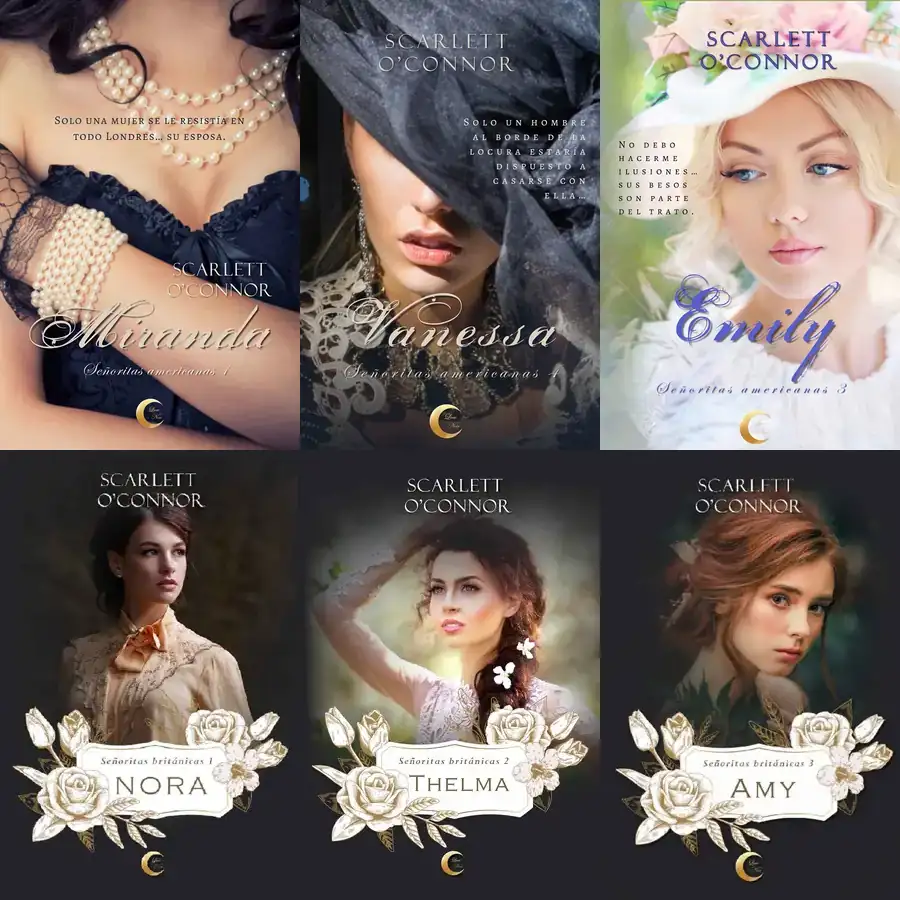 SOLO UNA MUJER SE LE RESISTÍA EN
TODO LONDRES... SU ESPOSA.
SCARLETT
O'CONNOR
Miranda
Señoritas americanas 1
SCARLETT
O'CONNOR
SOLO UN HOMBRE
AL BORDE DE LA
LOCURA ESTARÍA
DISPUESTO A
CASARSE CON
ELLA...
Vanessa
Señoritas americanas 4
SCARLETT
O'CONNOR
NO DEBO
HACERME
ILUSIONES...
SUS BESOS
SON PARTE
DEL TRATO.
Emily
Señoritas americanas 3
SCARLETT
O'CONNOR
Señoritas británicas 1
NORA
SCARLETT
O'CONNOR
Señoritas británicas 2
THELMA
SCARLETT
O'CONNOR
Señoritas británicas 3
AMY